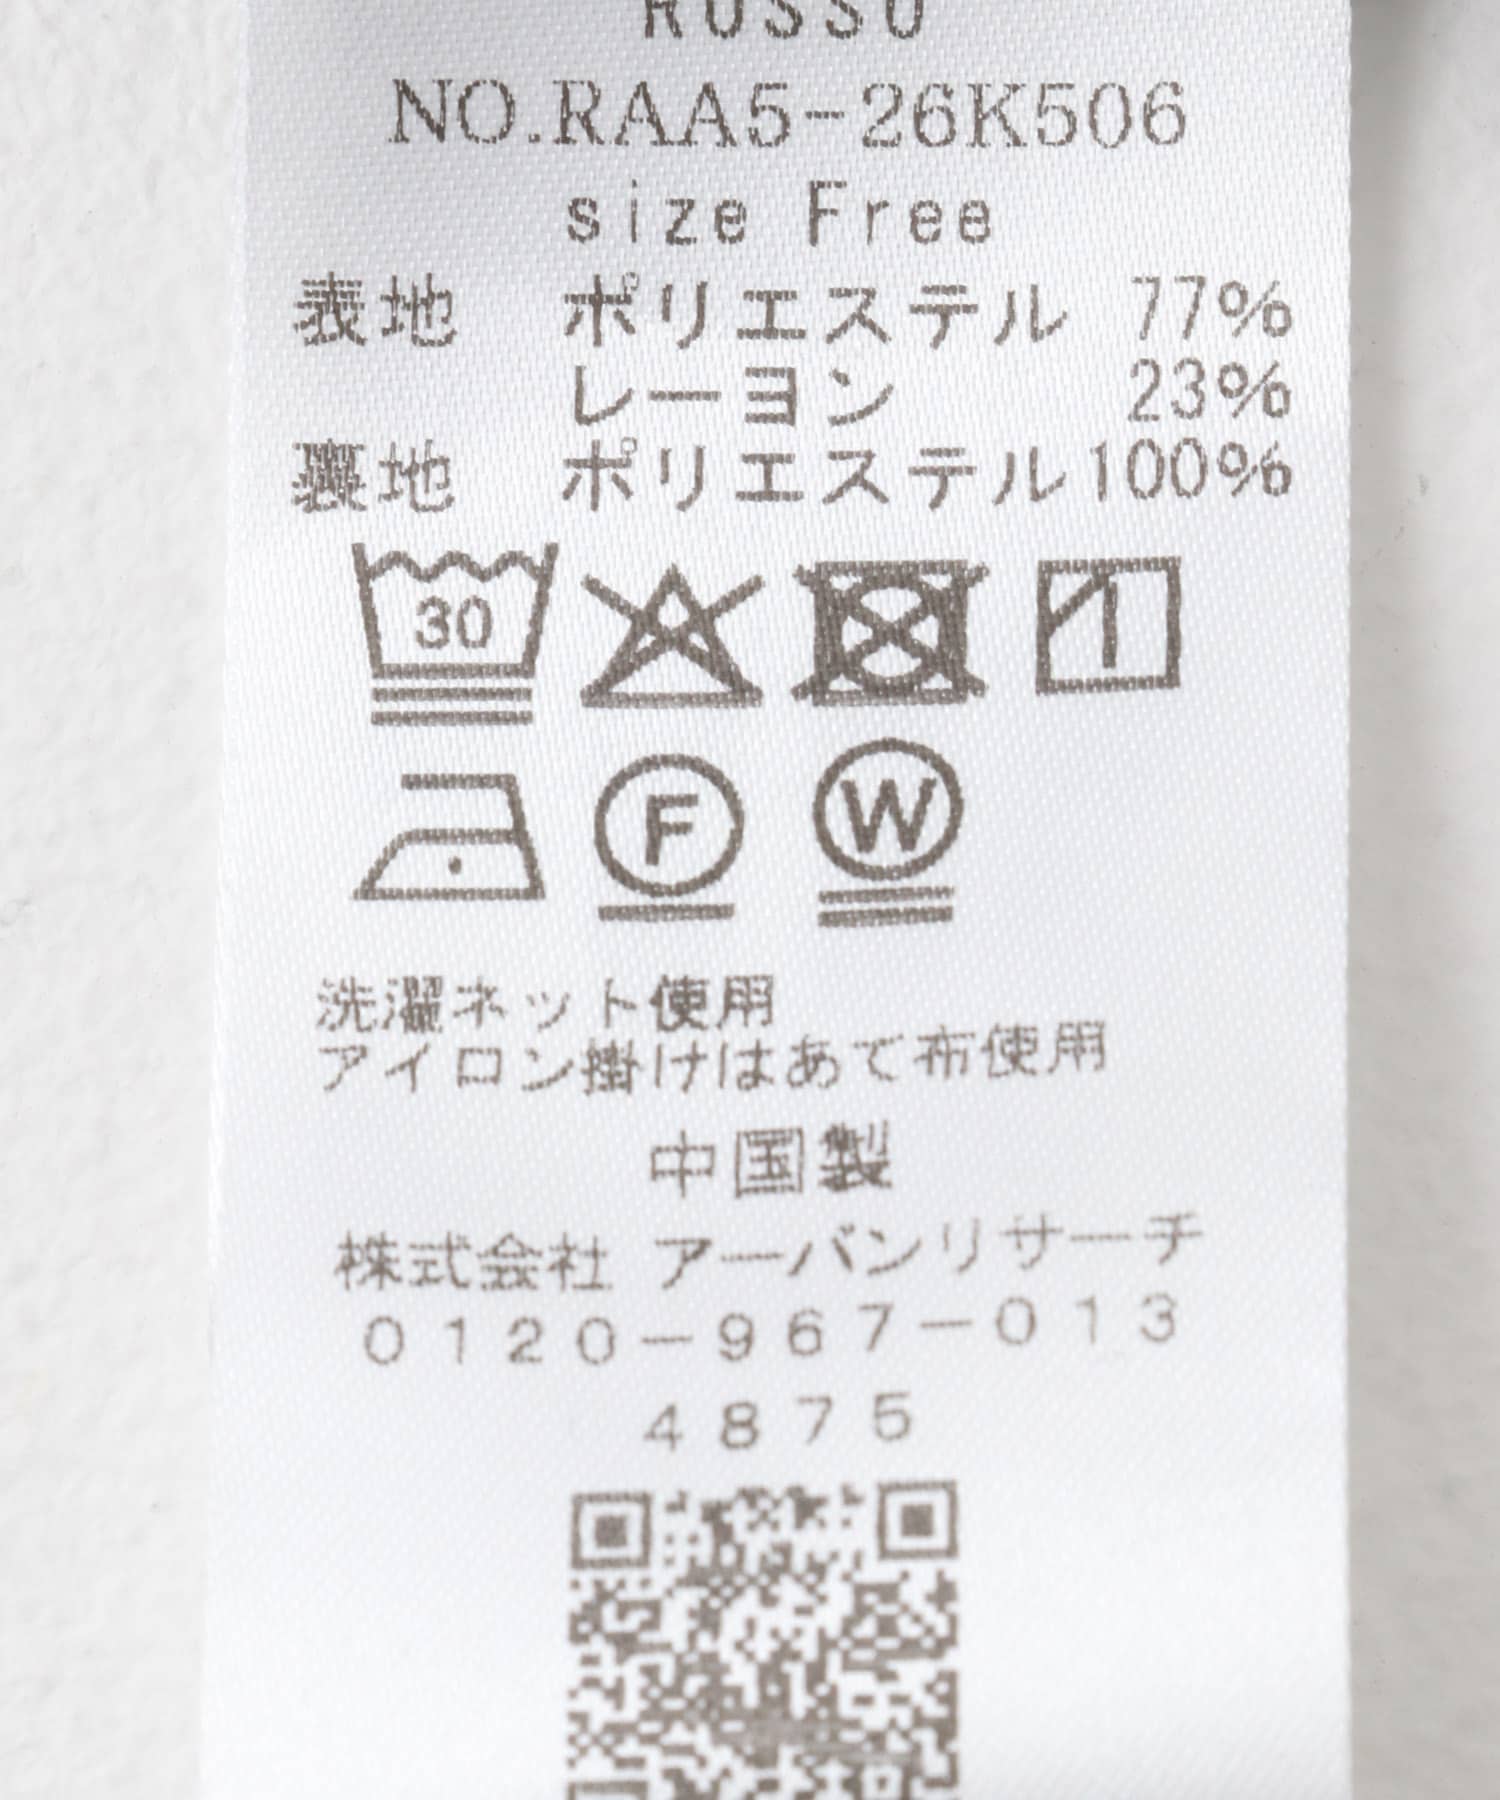 ROSSO
NO.RAA5-26K506
size Free
表地 ポリエステル 77%
レーヨン 23%
裏地 ポリエステル100%
30
F W
洗濯ネット使用
アイロン掛けはあて布使用
中国製
株式会社 アーバンリサーチ
0120-967-013
4875